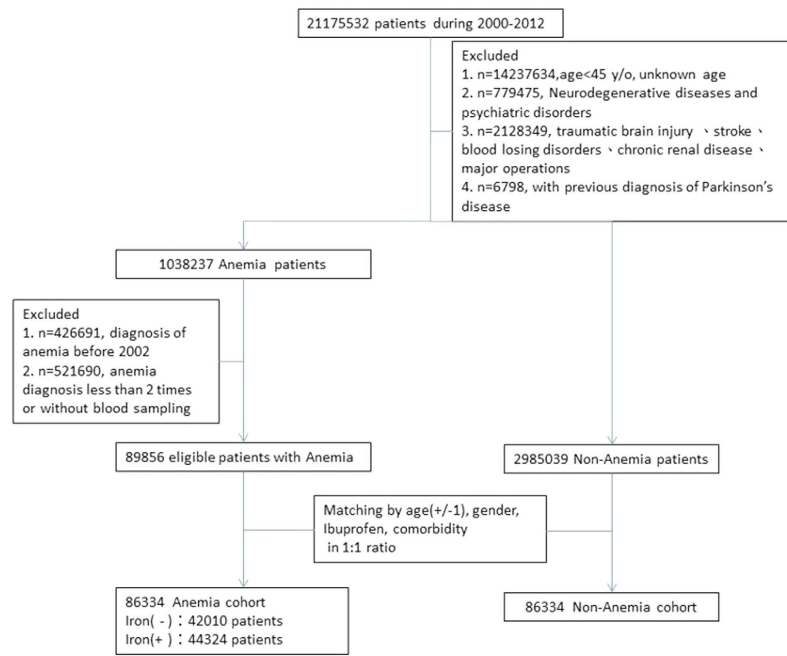 21175532 patients during 2000-2012
Excluded
1. n=14237634,age<45 y/o, unknown age
2. n=779475, Neurodegenerative diseases and
psychiatric disorders
3. n=2128349, traumatic brain injury 、stroke、
blood losing disorders、chronic renal disease、
major operations
4. n=6798, with previous diagnosis of Parkinson's
disease
1038237 Anemia patients
Excluded
1. n=426691, diagnosis of
anemia before 2002
2. n=521690, anemia
diagnosis less than 2 times
or without blood sampling
89856 eligible patients with Anemia
2985039 Non-Anemia patients
Matching by age(+/-1), gender,
Ibuprofen, comorbidity
in 1:1 ratio
86334 Anemia cohort
Iron( - )：42010 patients
Iron(+ )：44324 patients
86334 Non-Anemia cohort